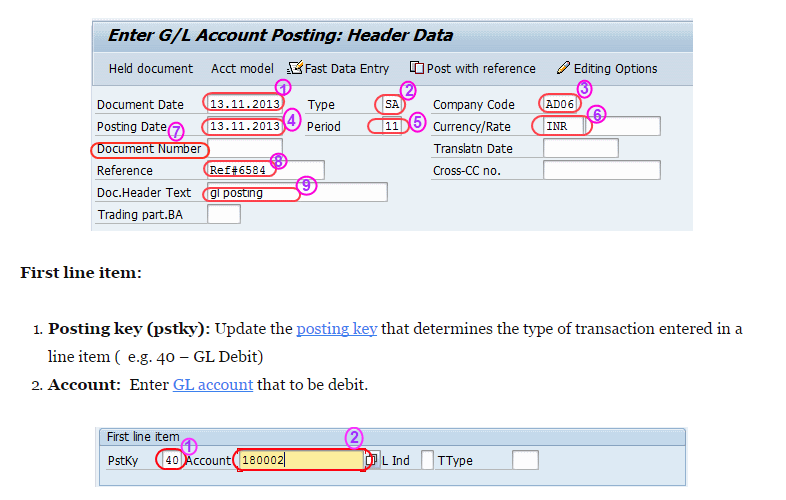 Enter G/L Account Posting: Header Data
Held document Acct model Fast Data Entry Post with reference Editing Options
Document Date 13.11.2013 1 Type SA 2 Company Code AD06 3
Posting Date 13.11.2013 4 Period 11 5 Currency/Rate INR 6
Document Number 7 Translatn Date
Reference Ref#6584 8 Cross-CC no.
Doc.Header Text gl posting 9
Trading part.BA
First line item:
1. Posting key (pstky): Update the posting key that determines the type of transaction entered in a
line item ( e.g. 40 – GL Debit)
2. Account: Enter GL account that to be debit.
First line item
PstKy 40 1 Account 180002 2 L Ind TType